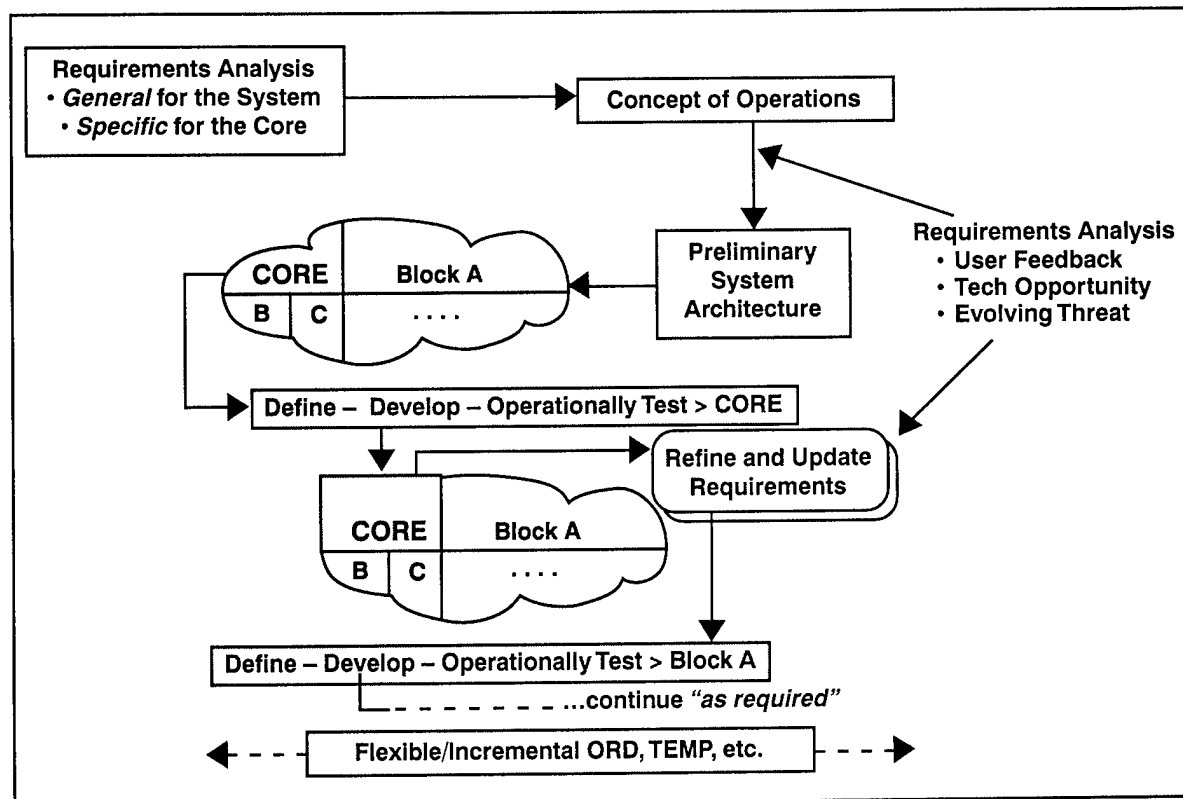 Requirements Analysis
• General for the System
• Specific for the Core
Concept of Operations
Requirements Analysis
• User Feedback
• Tech Opportunity
• Evolving Threat
Preliminary
System
Architecture
CORE
Block A
B
C
. . . .
Define – Develop – Operationally Test > CORE
Refine and Update
Requirements
CORE
Block A
B
C
. . . .
Define – Develop – Operationally Test > Block A
...continue “as required”
Flexible/Incremental ORD, TEMP, etc.